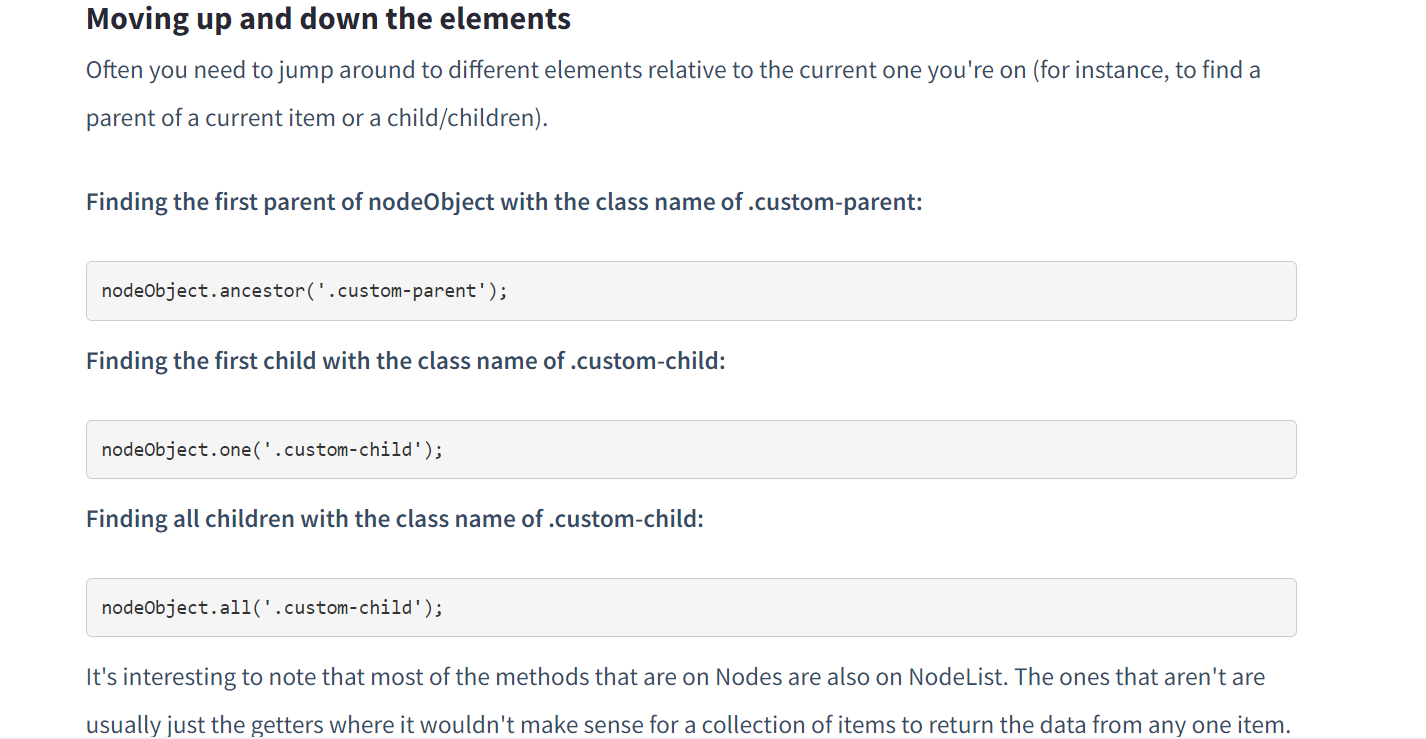 Moving up and down the elements
Often you need to jump around to different elements relative to the current one you're on (for instance, to find a
parent of a current item or a child/children).
Finding the first parent of nodeObject with the class name of .custom-parent:
nodeObject.ancestor('.custom-parent');
Finding the first child with the class name of .custom-child:
nodeObject.one('.custom-child');
Finding all children with the class name of .custom-child:
nodeObject.all('.custom-child');
It's interesting to note that most of the methods that are on Nodes are also on NodeList. The ones that aren't are
usually just the getters where it wouldn't make sense for a collection of items to return the data from any one item.